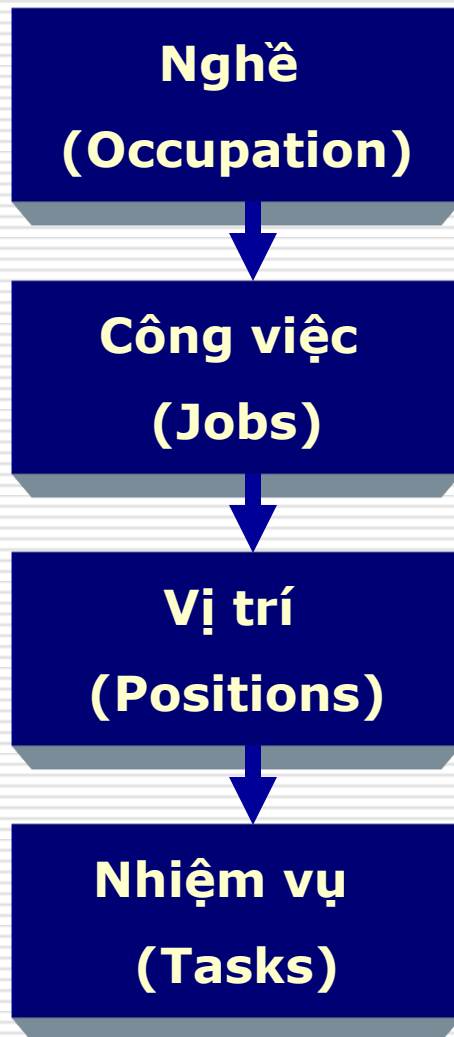 Nghề
(Occupation)
Công việc
(Jobs)
Vị trí
(Positions)
Nhiệm vụ
(Tasks)